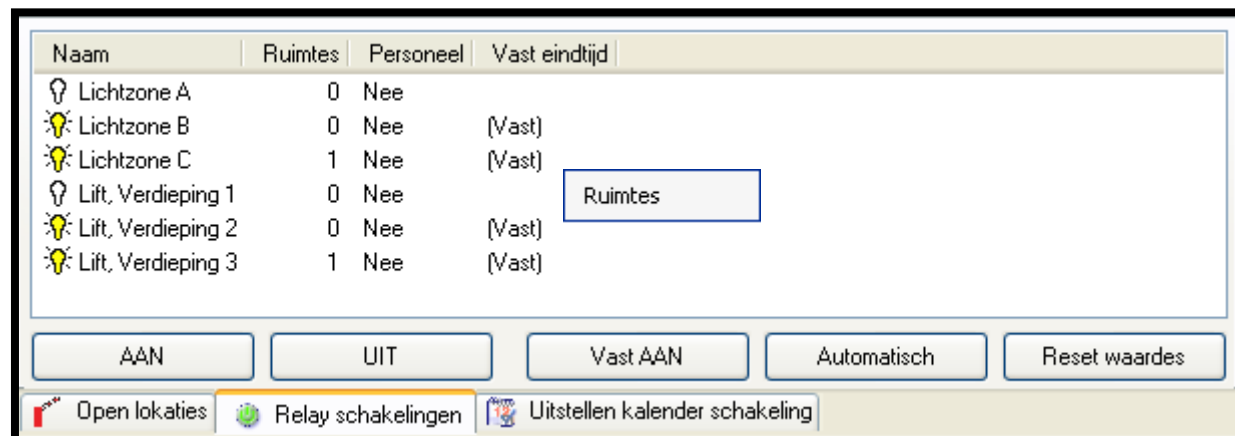 Naam Ruimtes Personeel Vast eindtijd
Lichtzone A 0 Nee
Lichtzone B 0 Nee (Vast)
Lichtzone C 1 Nee (Vast)
Lift, Verdieping 1 0 Nee
Ruimtes
Lift, Verdieping 2 0 Nee (Vast)
Lift, Verdieping 3 1 Nee (Vast)
AAN UIT Vast AAN Automatisch Reset waardes
Open lokaties Relay schakelingen Uitstellen kalender schakeling